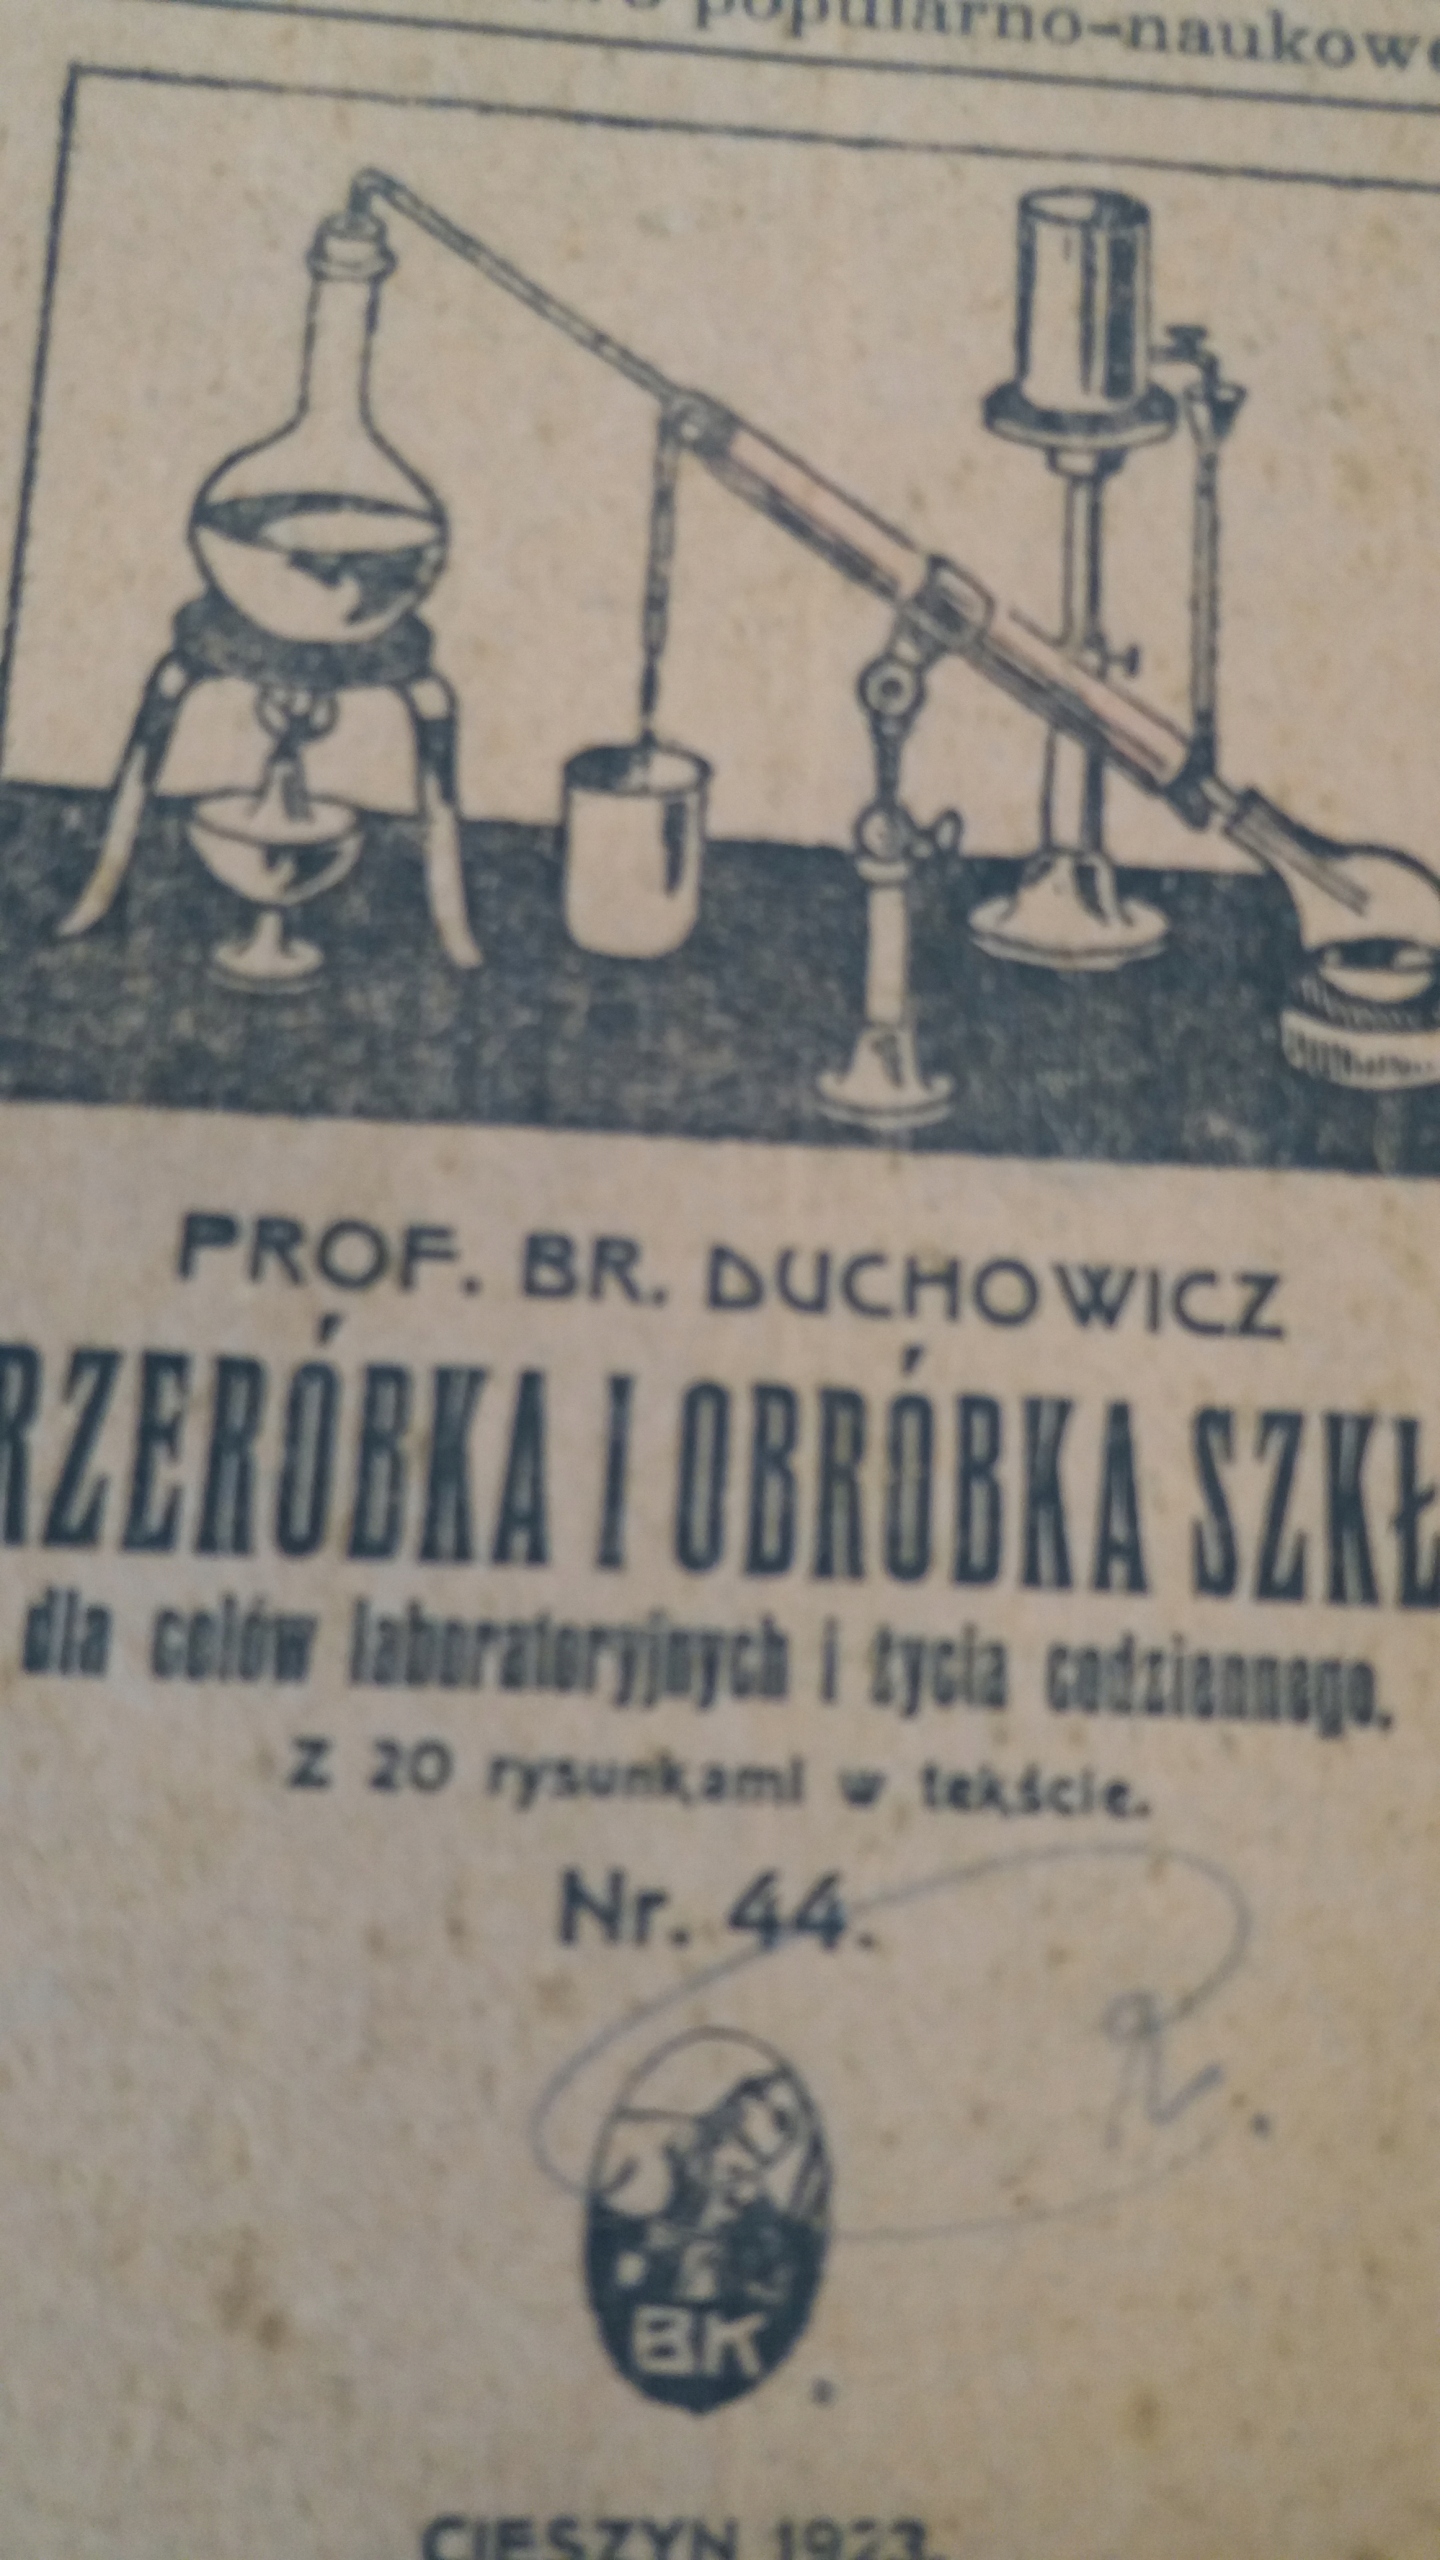 popularno-naukowe
PROF. BR. DUCHOWICZ
RZERÓBKA I OBRÓBKA SZKŁ
dla celów laboratoryjnych i życia codziennego.
Z 20 rysunkami w tekście.
Nr. 44.
R.
BK
CIESZYN 1923.